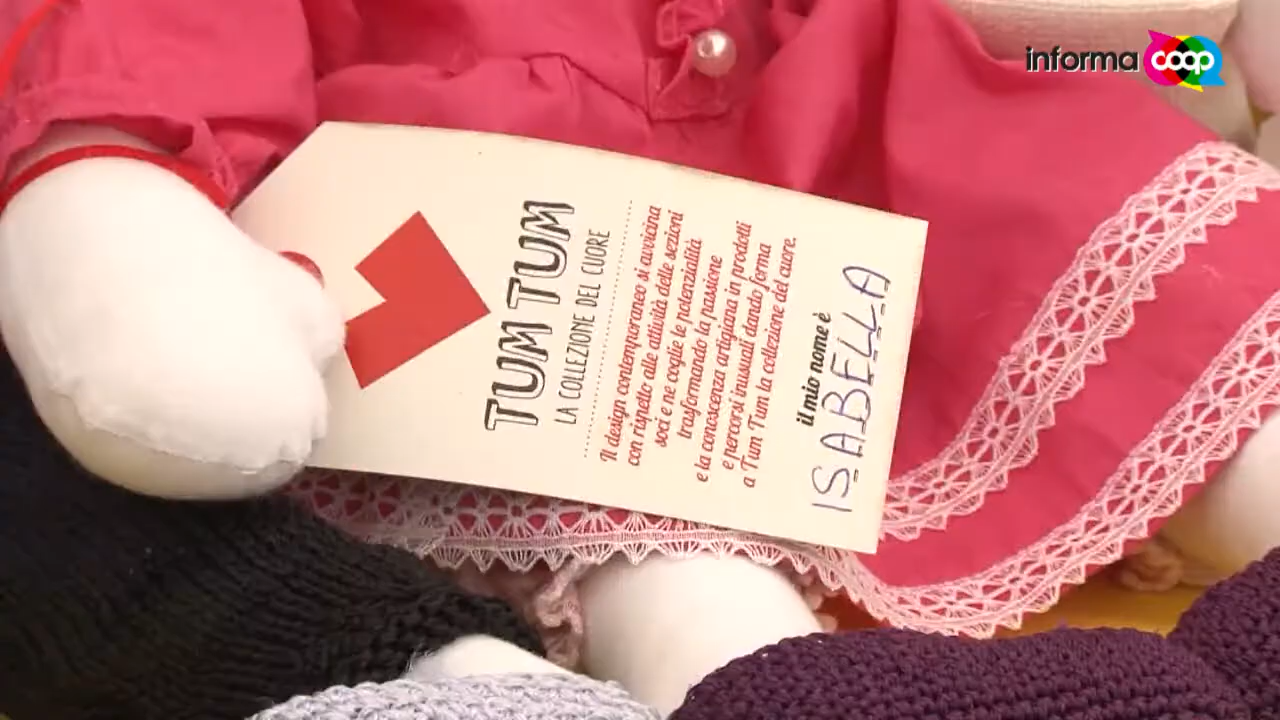 informa coop
TUM TUM
LA COLLEZIONE DEL CUORE
Il design contemporaneo si avvicina
con rispetto alle attività delle sezioni
soci e ne coglie le potenzialità
trasformando la passione
e la conoscenza artigiana in prodotti
e percorsi inusuali dando forma
a Tum Tum la collezione del cuore.
il mio nome è
ISABELLA